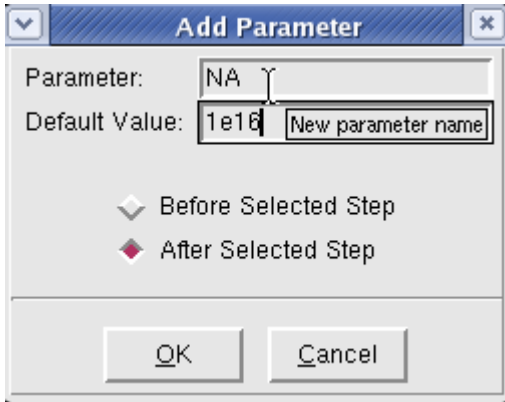 Add Parameter
Parameter: NA
Default Value: 1e16 New parameter name
Before Selected Step
After Selected Step
OK Cancel